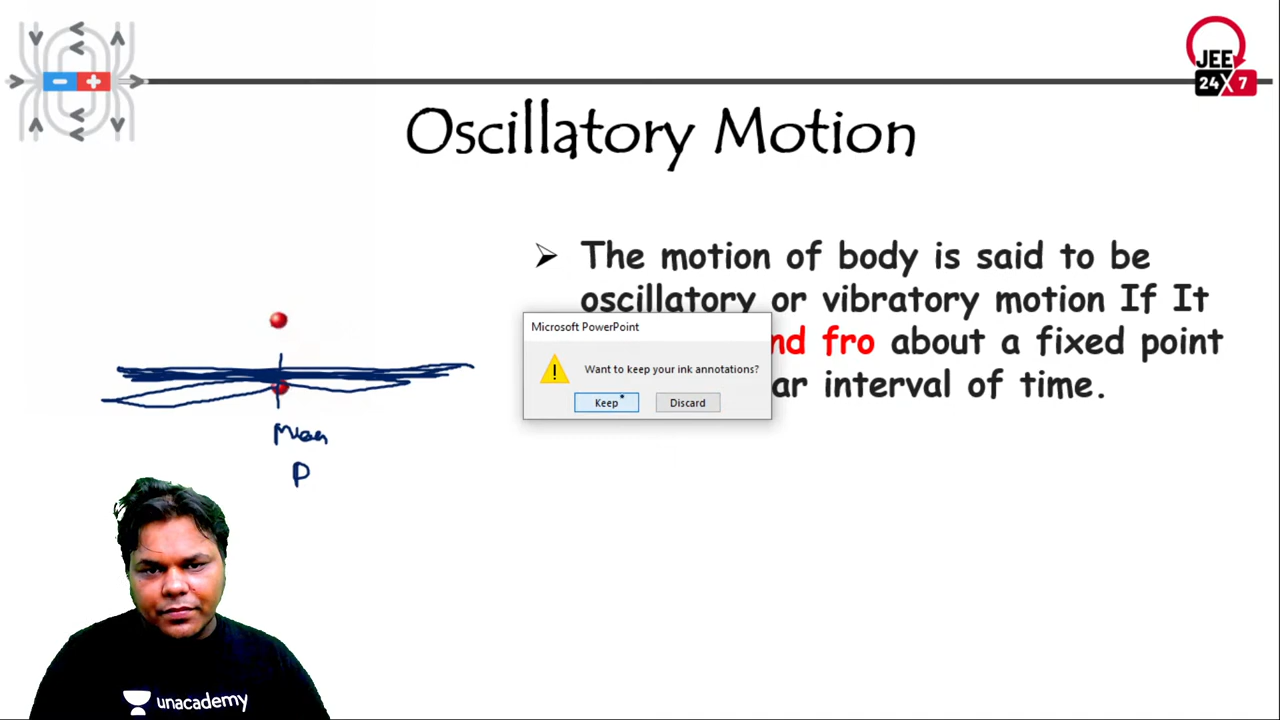 JEE
24X7
Oscillatory Motion
➢ The motion of body is said to be
oscillatory or vibratory motion If It
nd fro about a fixed point
ar interval of time.
Microsoft PowerPoint
Want to keep your ink annotations?
Keep Discard
Mean
P
unacademy